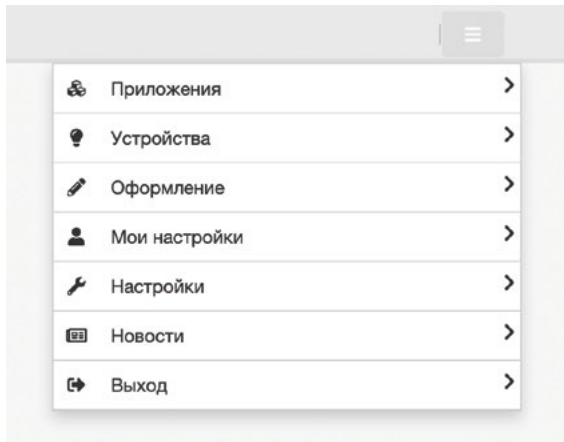 Приложения
Устройства
Оформление
Мои настройки
Настройки
Новости
Выход